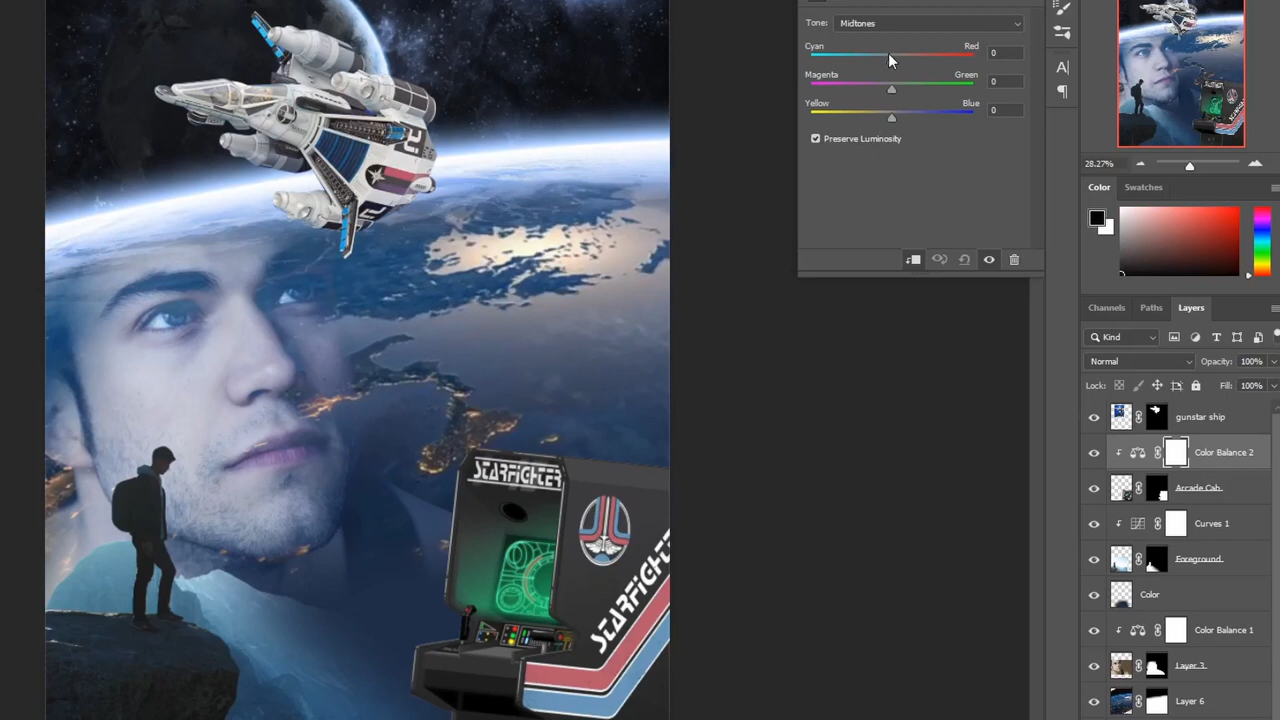 Tone: Midtones
Cyan Red 0
Magenta Green 0
Yellow Blue 0
Preserve Luminosity
A
28.27%
Color Swatches
Channels Paths Layers
Kind T
Normal Opacity: 100%
Lock: Fill: 100%
gunstar ship
Color Balance 2
Arcade Cab
Curves 1
Foreground
Color
Color Balance 1
Layer 3
Layer 6
2
STARFIGHTER
STARFIGHTE